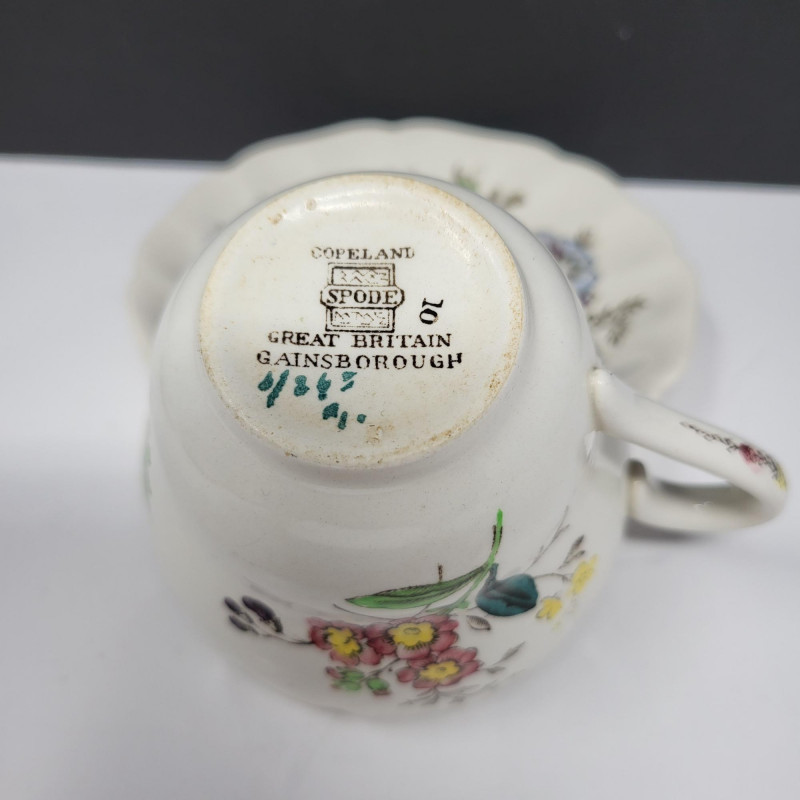 COPELAND
SPODE
10
GREAT BRITAIN
GAINSBOROUGH